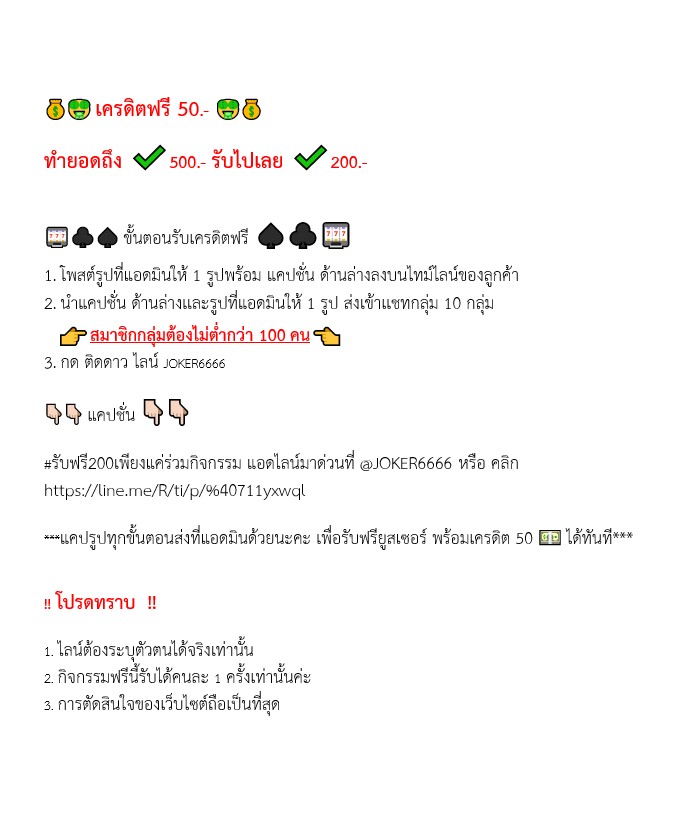 💰🤑 เครดิตฟรี 50.- 🤑💰
ทำยอดถึง ✔ 500.- รับไปเลย ✔ 200.-
🎰♣♠ ขั้นตอนรับเครดิตฟรี ♠♣🎰
1. โพสต์รูปที่แอดมินให้ 1 รูปพร้อม แคปชั่น ด้านล่างลงบนไทม์ไลน์ของลูกค้า
2. นำแคปชั่น ด้านล่างและรูปที่แอดมินให้ 1 รูป ส่งเข้าแชทกลุ่ม 10 กลุ่ม
👉สมาชิกกลุ่มต้องไม่ต่ำกว่า 100 คน👈
3. กด ติดดาว ไลน์ JOKER6666
👇👇 แคปชั่น 👇👇
#รับฟรี200เพียงแค่ร่วมกิจกรรม แอดไลน์มาด่วนที่ @JOKER6666 หรือ คลิก
https://line.me/R/ti/p/%40711yxwql
***แคปรูปทุกขั้นตอนส่งที่แอดมินด้วยนะคะ เพื่อรับฟรียูสเซอร์ พร้อมเครดิต 50 💵 ได้ทันที***
‼ โปรดทราบ ‼
1. ไลน์ต้องระบุตัวตนได้จริงเท่านั้น
2. กิจกรรมฟรีนี้รับได้คนละ 1 ครั้งเท่านั้นค่ะ
3. การตัดสินใจของเว็บไซต์ถือเป็นที่สุด